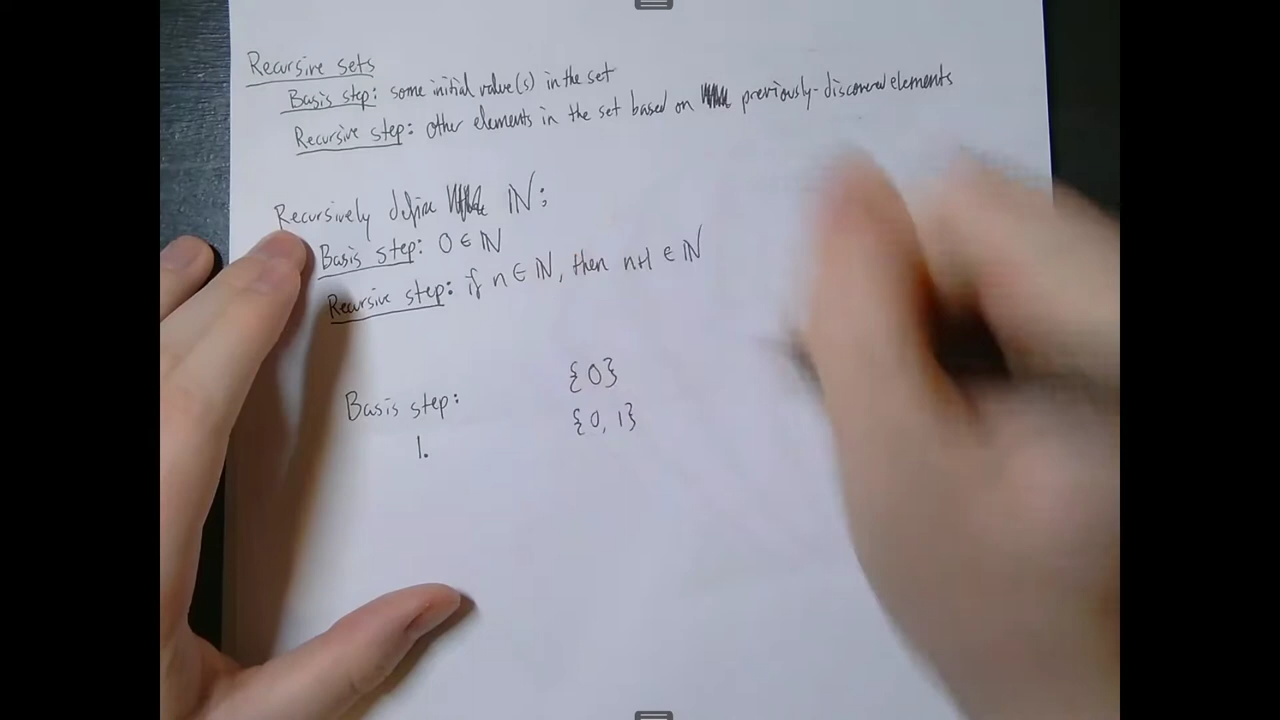 Recursive sets
Basis step: some initial value(s) in the set
Recursive step: other elements in the set based on previously-discovered elements
Recursively define ℕ:
Basis step: 0 ∈ ℕ
Recursive step: if n ∈ ℕ, then n+1 ∈ ℕ
Basis step: {0}
1. {0, 1}